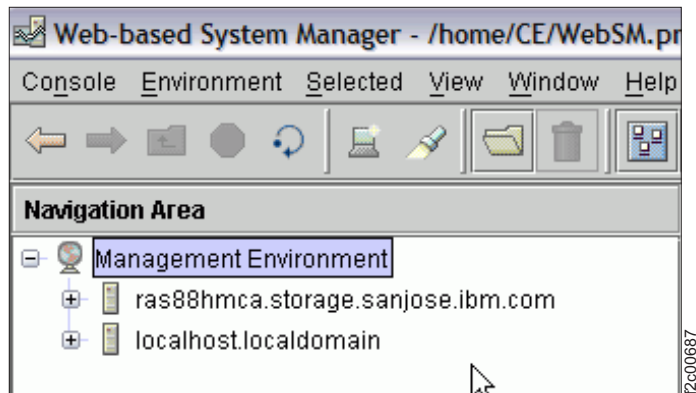 Web-based System Manager - /home/CE/WebSM.pr
Console Environment Selected View Window Help
Navigation Area
Management Environment
ras88hmca.storage.sanjose.ibm.com
localhost.localdomain
f2c00687